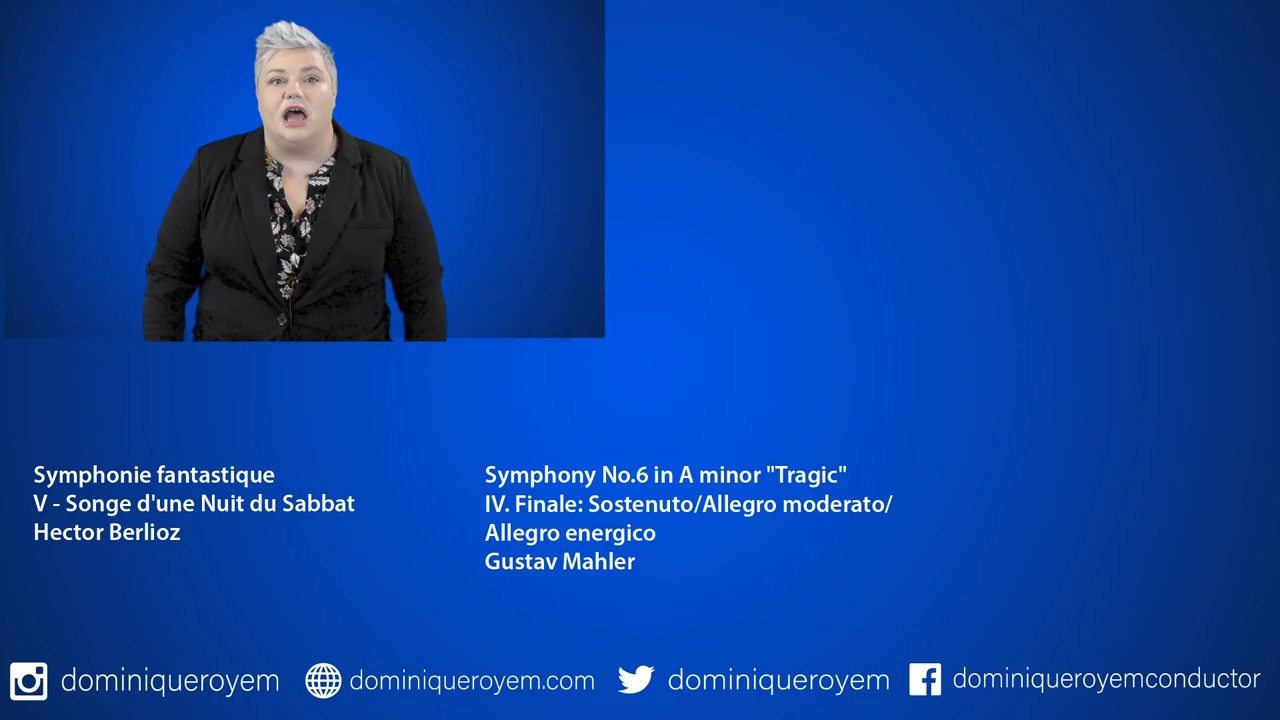 Symphonie fantastique
V - Songe d'une Nuit du Sabbat
Hector Berlioz
Symphony No.6 in A minor "Tragic"
IV. Finale: Sostenuto/Allegro moderato/
Allegro energico
Gustav Mahler
dominiqueroyem
dominiqueroyem.com
dominiqueroyem
dominiqueroyemconductor